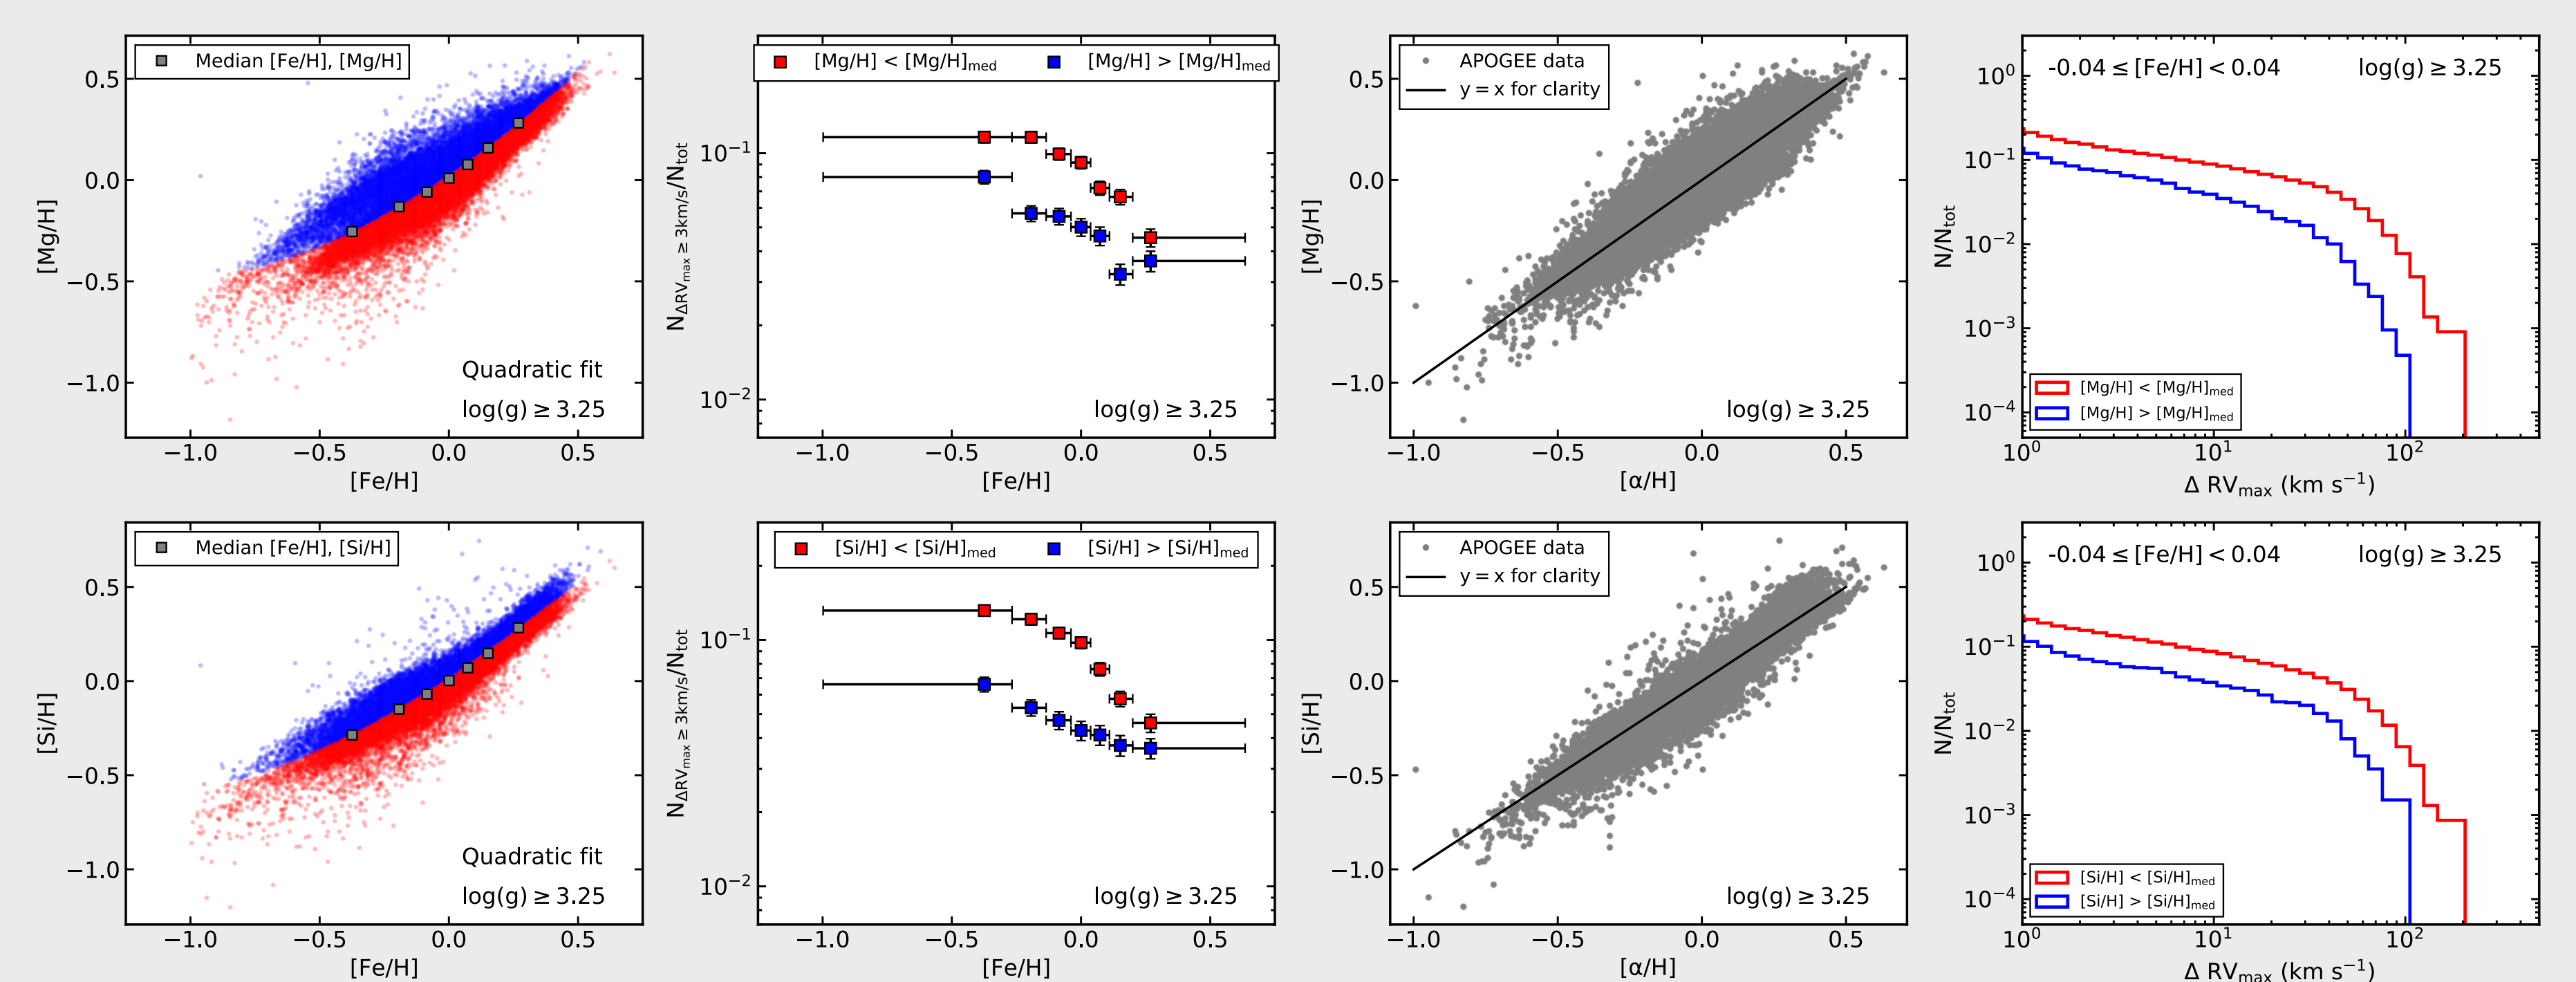 Median [Fe/H], [Mg/H]
0.5
0.0
−0.5
−1.0
[Mg/H]
Quadratic fit
log(g) ≥ 3.25
−1.0 −0.5 0.0 0.5
[Fe/H]
[Mg/H] < [Mg/H]med [Mg/H] > [Mg/H]med
10−1
10−2
NΔRVmax ≥ 3km/s/Ntot
log(g) ≥ 3.25
−1.0 −0.5 0.0 0.5
[Fe/H]
APOGEE data
y = x for clarity
0.5
0.0
−0.5
−1.0
[Mg/H]
log(g) ≥ 3.25
−1.0 −0.5 0.0 0.5
[α/H]
-0.04 ≤ [Fe/H] < 0.04 log(g) ≥ 3.25
10⁰
10−1
10−2
10−3
10−4
N/Ntot
[Mg/H] < [Mg/H]med
[Mg/H] > [Mg/H]med
10⁰ 10¹ 10²
Δ RVmax (km s−1)
Median [Fe/H], [Si/H]
0.5
0.0
−0.5
−1.0
[Si/H]
Quadratic fit
log(g) ≥ 3.25
−1.0 −0.5 0.0 0.5
[Fe/H]
[Si/H] < [Si/H]med [Si/H] > [Si/H]med
10−1
10−2
NΔRVmax ≥ 3km/s/Ntot
log(g) ≥ 3.25
−1.0 −0.5 0.0 0.5
[Fe/H]
APOGEE data
y = x for clarity
0.5
0.0
−0.5
−1.0
[Si/H]
log(g) ≥ 3.25
−1.0 −0.5 0.0 0.5
[α/H]
-0.04 ≤ [Fe/H] < 0.04 log(g) ≥ 3.25
10⁰
10−1
10−2
10−3
10−4
N/Ntot
[Si/H] < [Si/H]med
[Si/H] > [Si/H]med
10⁰ 10¹ 10²
Δ RVmax (km s−1)